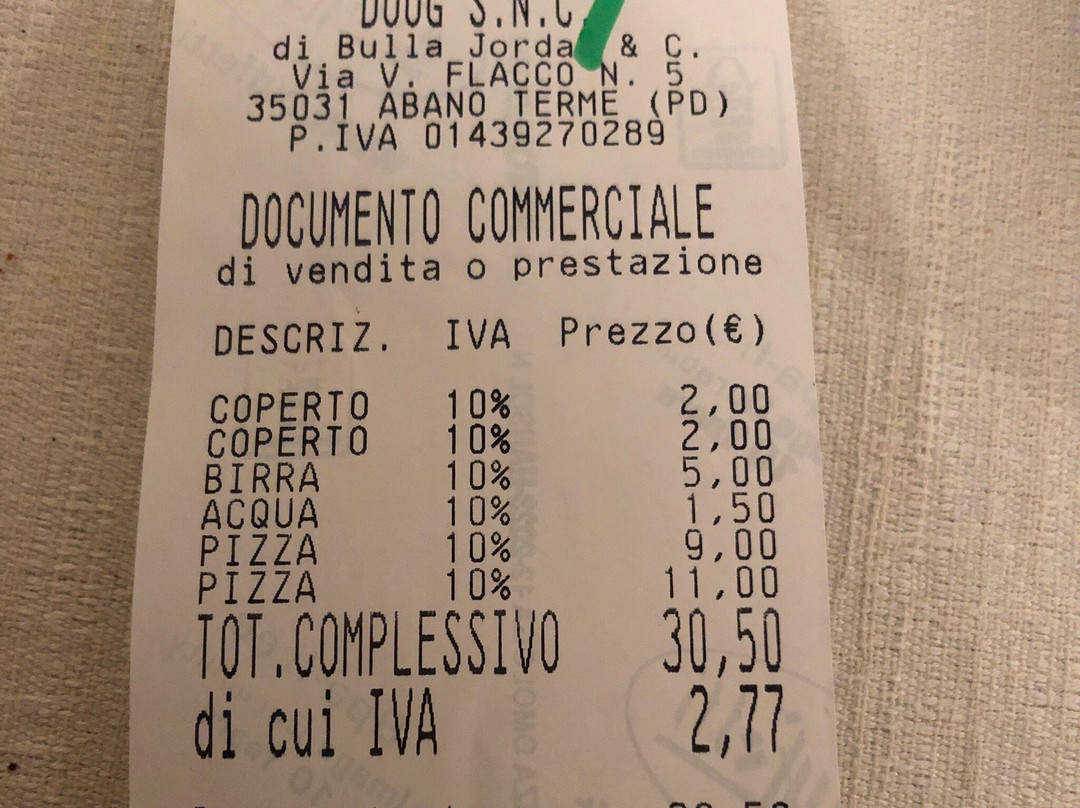 di Bulla Jorda & C.
Via V. FLACCO N. 5
35031 ABANO TERME (PD)
P.IVA 01439270289
DOCUMENTO COMMERCIALE
di vendita o prestazione
DESCRIZ. IVA Prezzo(€)
COPERTO 10% 2,00
COPERTO 10% 2,00
BIRRA 10% 5,00
ACQUA 10% 1,50
PIZZA 10% 9,00
PIZZA 10% 11,00
TOT.COMPLESSIVO 30,50
di cui IVA 2,77